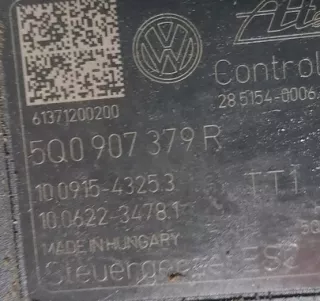 Ate
Control
61371200200
28 5154-0006
5Q0 907 379 R
10.0915-4325.3
TT1
10.0622-3478.1
MADE IN HUNGARY